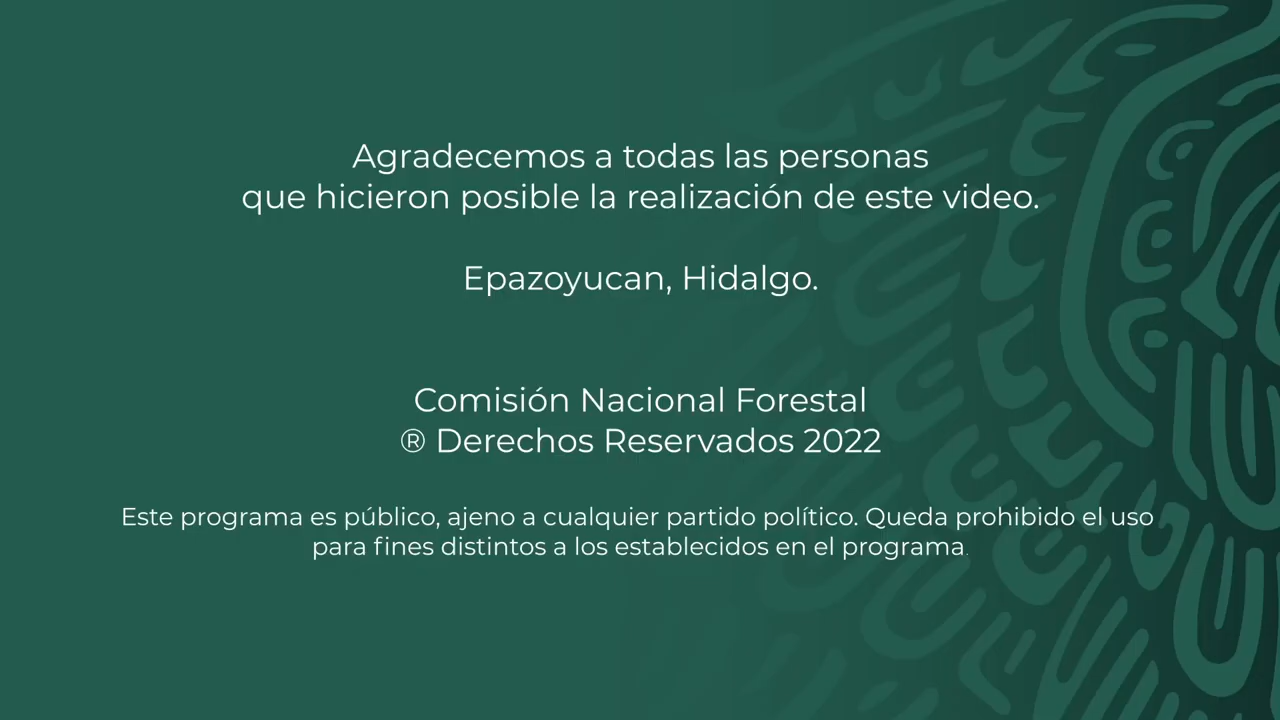 Agradecemos a todas las personas
que hicieron posible la realización de este video.
Epazoyucan, Hidalgo.
Comisión Nacional Forestal
® Derechos Reservados 2022
Este programa es público, ajeno a cualquier partido político. Queda prohibido el uso
para fines distintos a los establecidos en el programa.